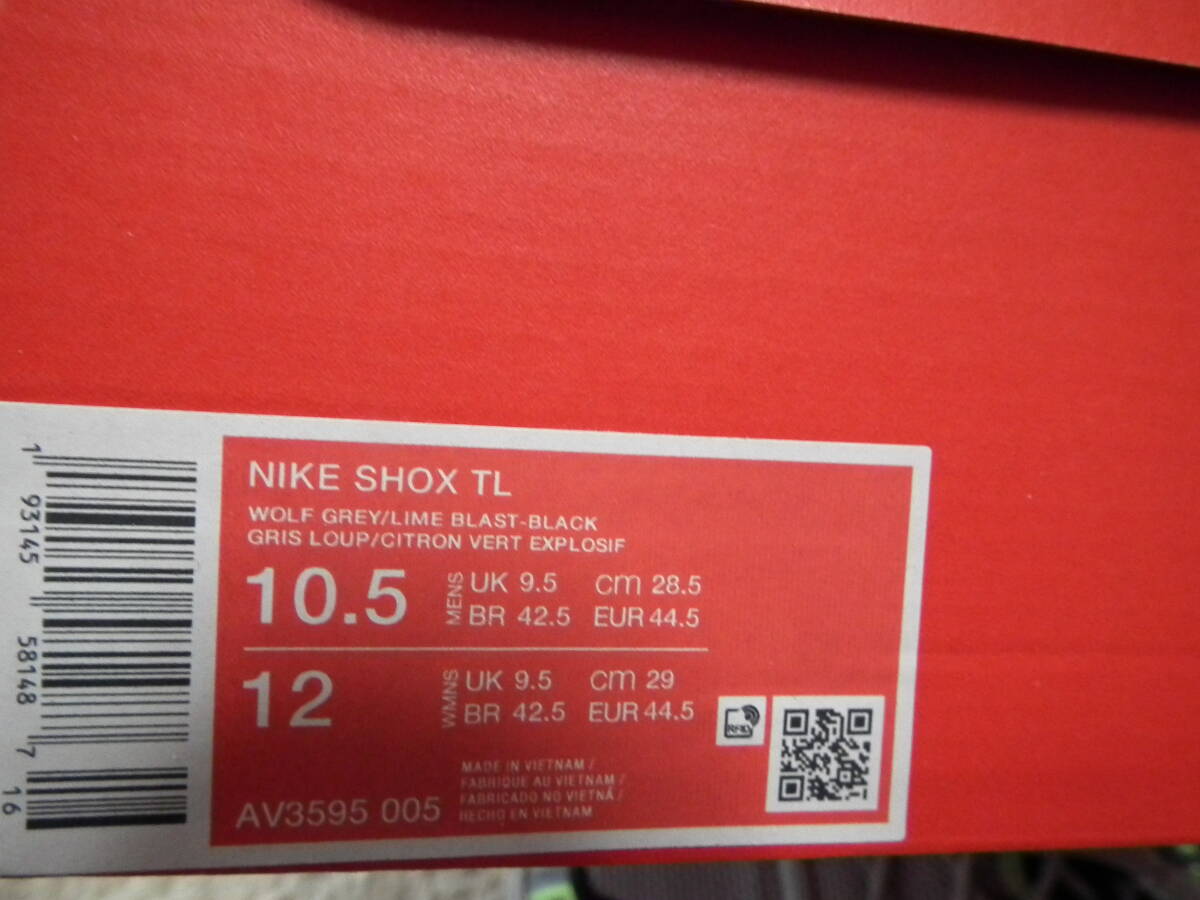 NIKE SHOX TL
WOLF GREY/LIME BLAST-BLACK
GRIS LOUP/CITRON VERT EXPLOSIF
10.5 MENS UK 9.5 cm 28.5
BR 42.5 EUR 44.5
12 WMNS UK 9.5 cm 29
BR 42.5 EUR 44.5
RFID
MADE IN VIETNAM /
FABRIQUE AU VIETNAM /
FABRICADO NO VIETNÃ /
HECHO EN VIETNAM
AV3595 005
1 93145 58148 7 16